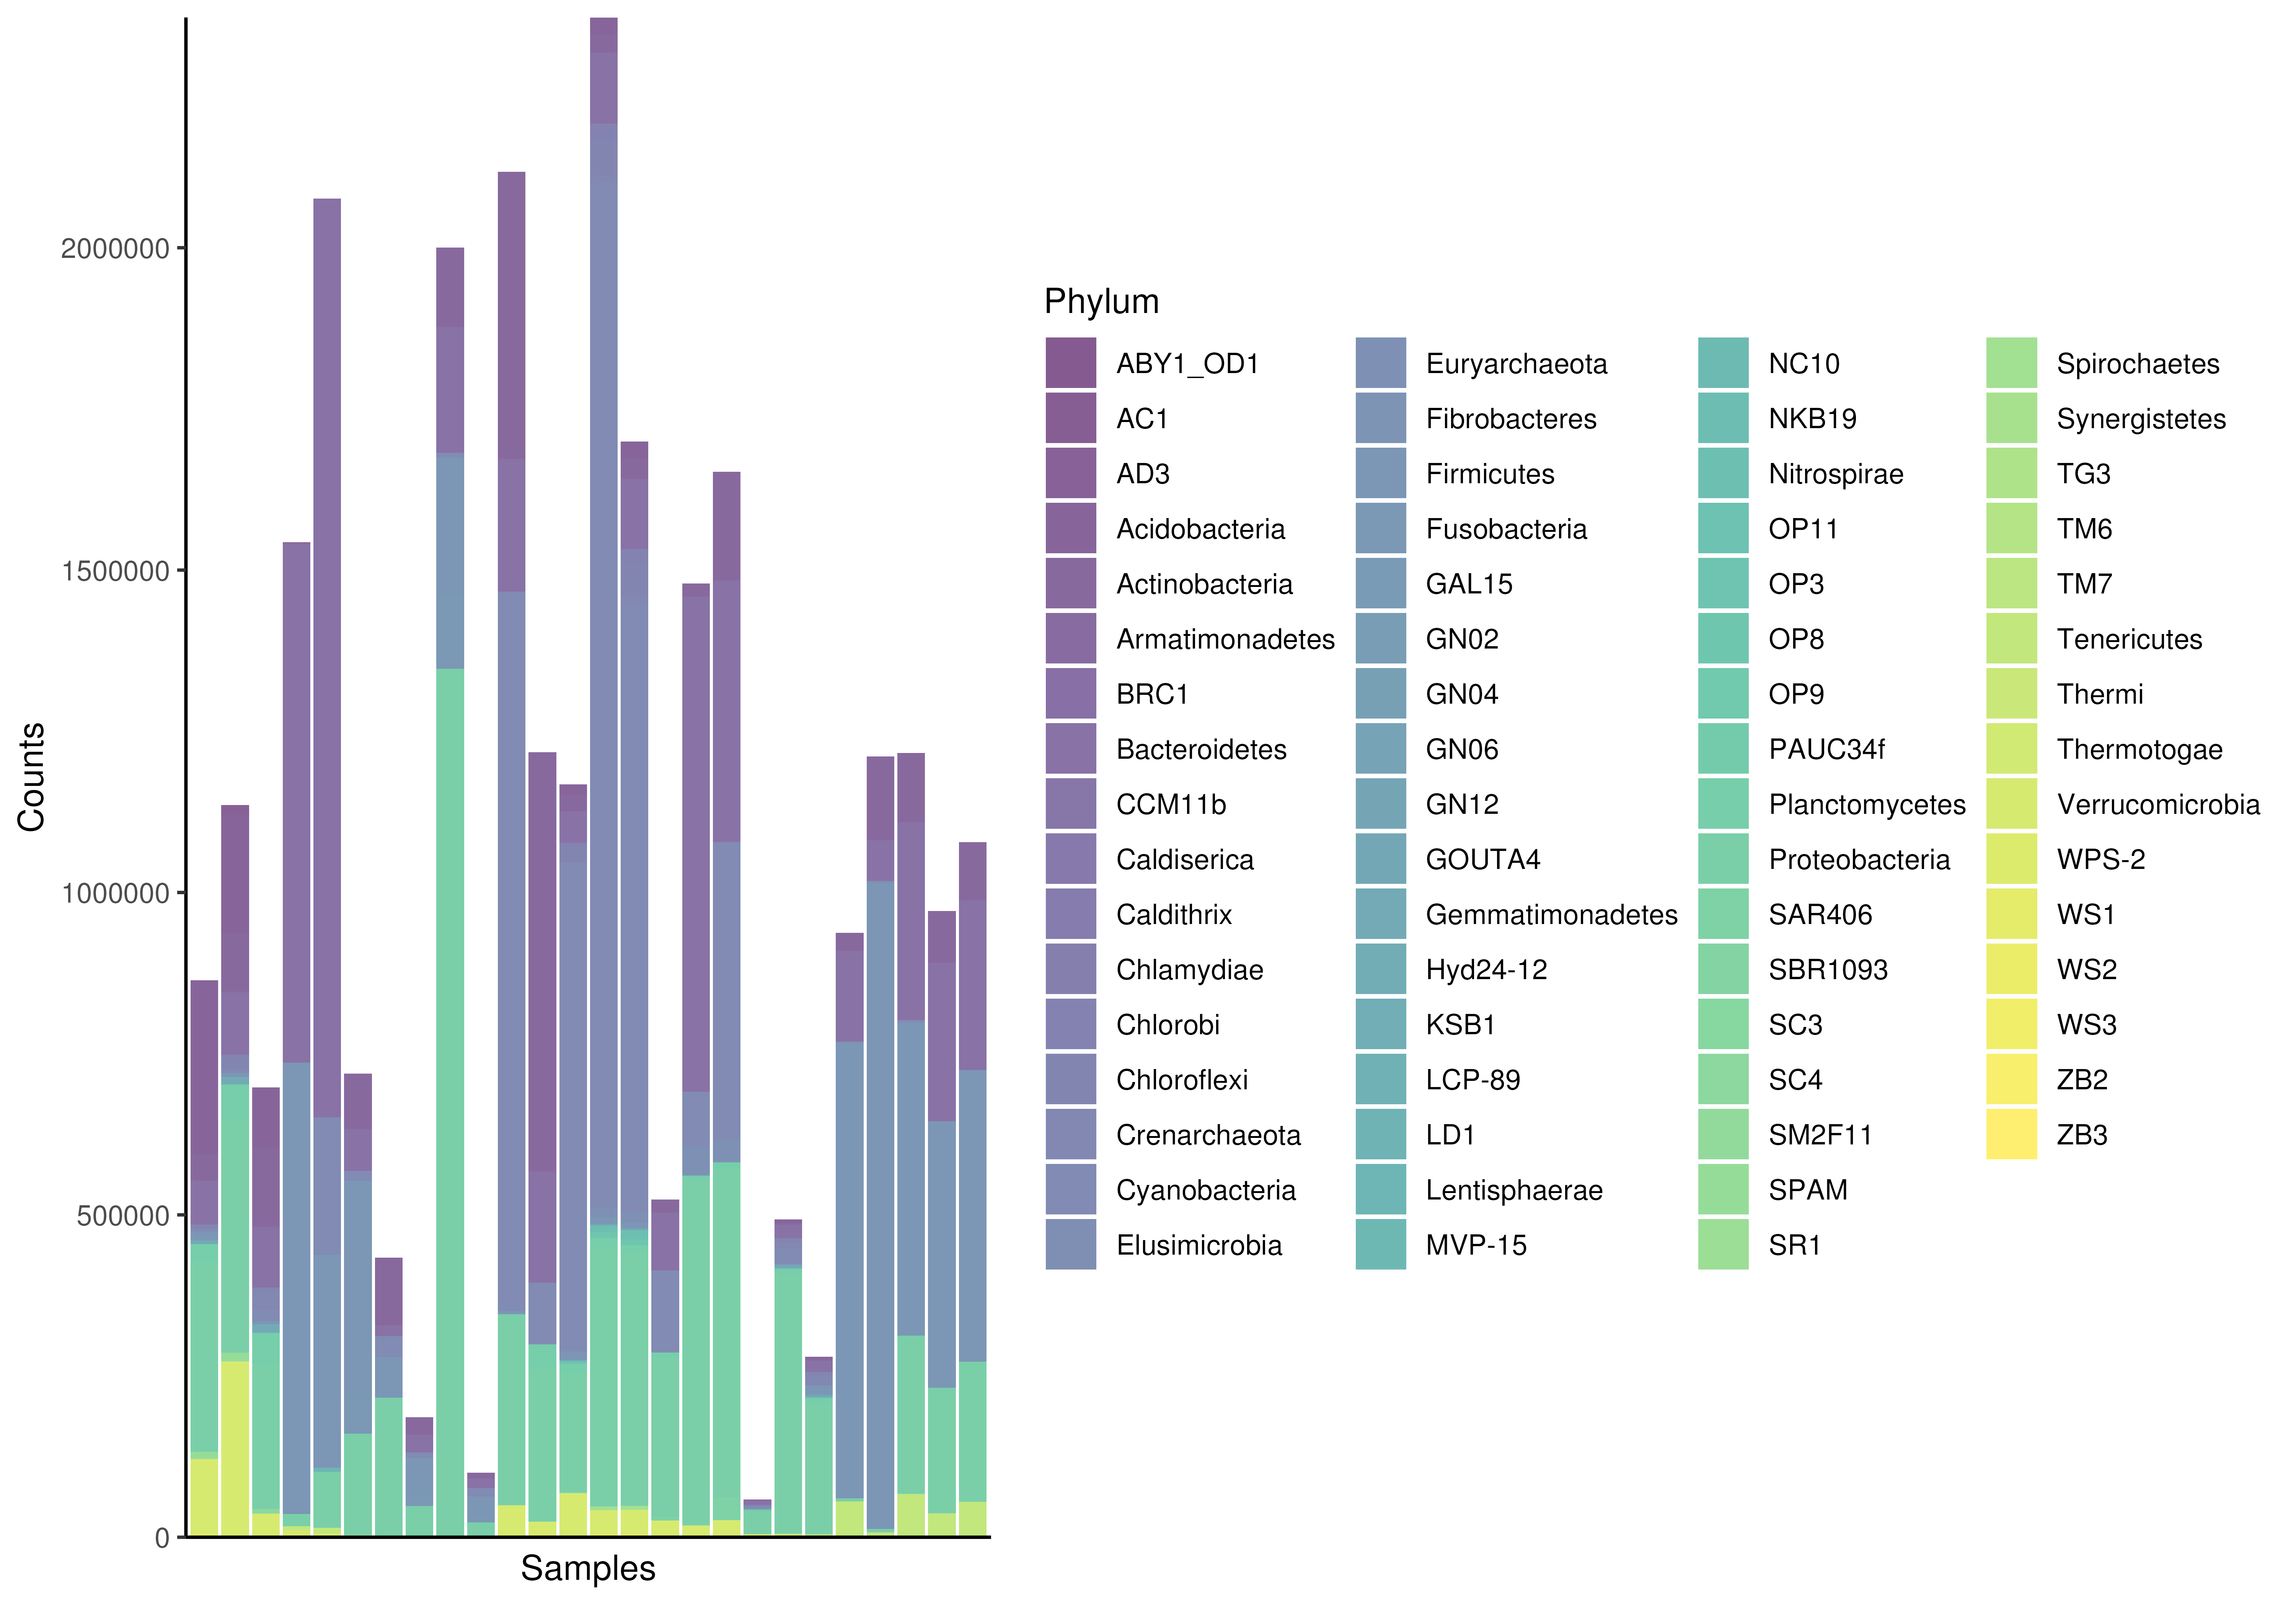 Counts
2000000
1500000
1000000
500000
0
Samples
Phylum
ABY1_OD1
AC1
AD3
Acidobacteria
Actinobacteria
Armatimonadetes
BRC1
Bacteroidetes
CCM11b
Caldiserica
Caldithrix
Chlamydiae
Chlorobi
Chloroflexi
Crenarchaeota
Cyanobacteria
Elusimicrobia
Euryarchaeota
Fibrobacteres
Firmicutes
Fusobacteria
GAL15
GN02
GN04
GN06
GN12
GOUTA4
Gemmatimonadetes
Hyd24-12
KSB1
LCP-89
LD1
Lentisphaerae
MVP-15
NC10
NKB19
Nitrospirae
OP11
OP3
OP8
OP9
PAUC34f
Planctomycetes
Proteobacteria
SAR406
SBR1093
SC3
SC4
SM2F11
SPAM
SR1
Spirochaetes
Synergistetes
TG3
TM6
TM7
Tenericutes
Thermi
Thermotogae
Verrucomicrobia
WPS-2
WS1
WS2
WS3
ZB2
ZB3